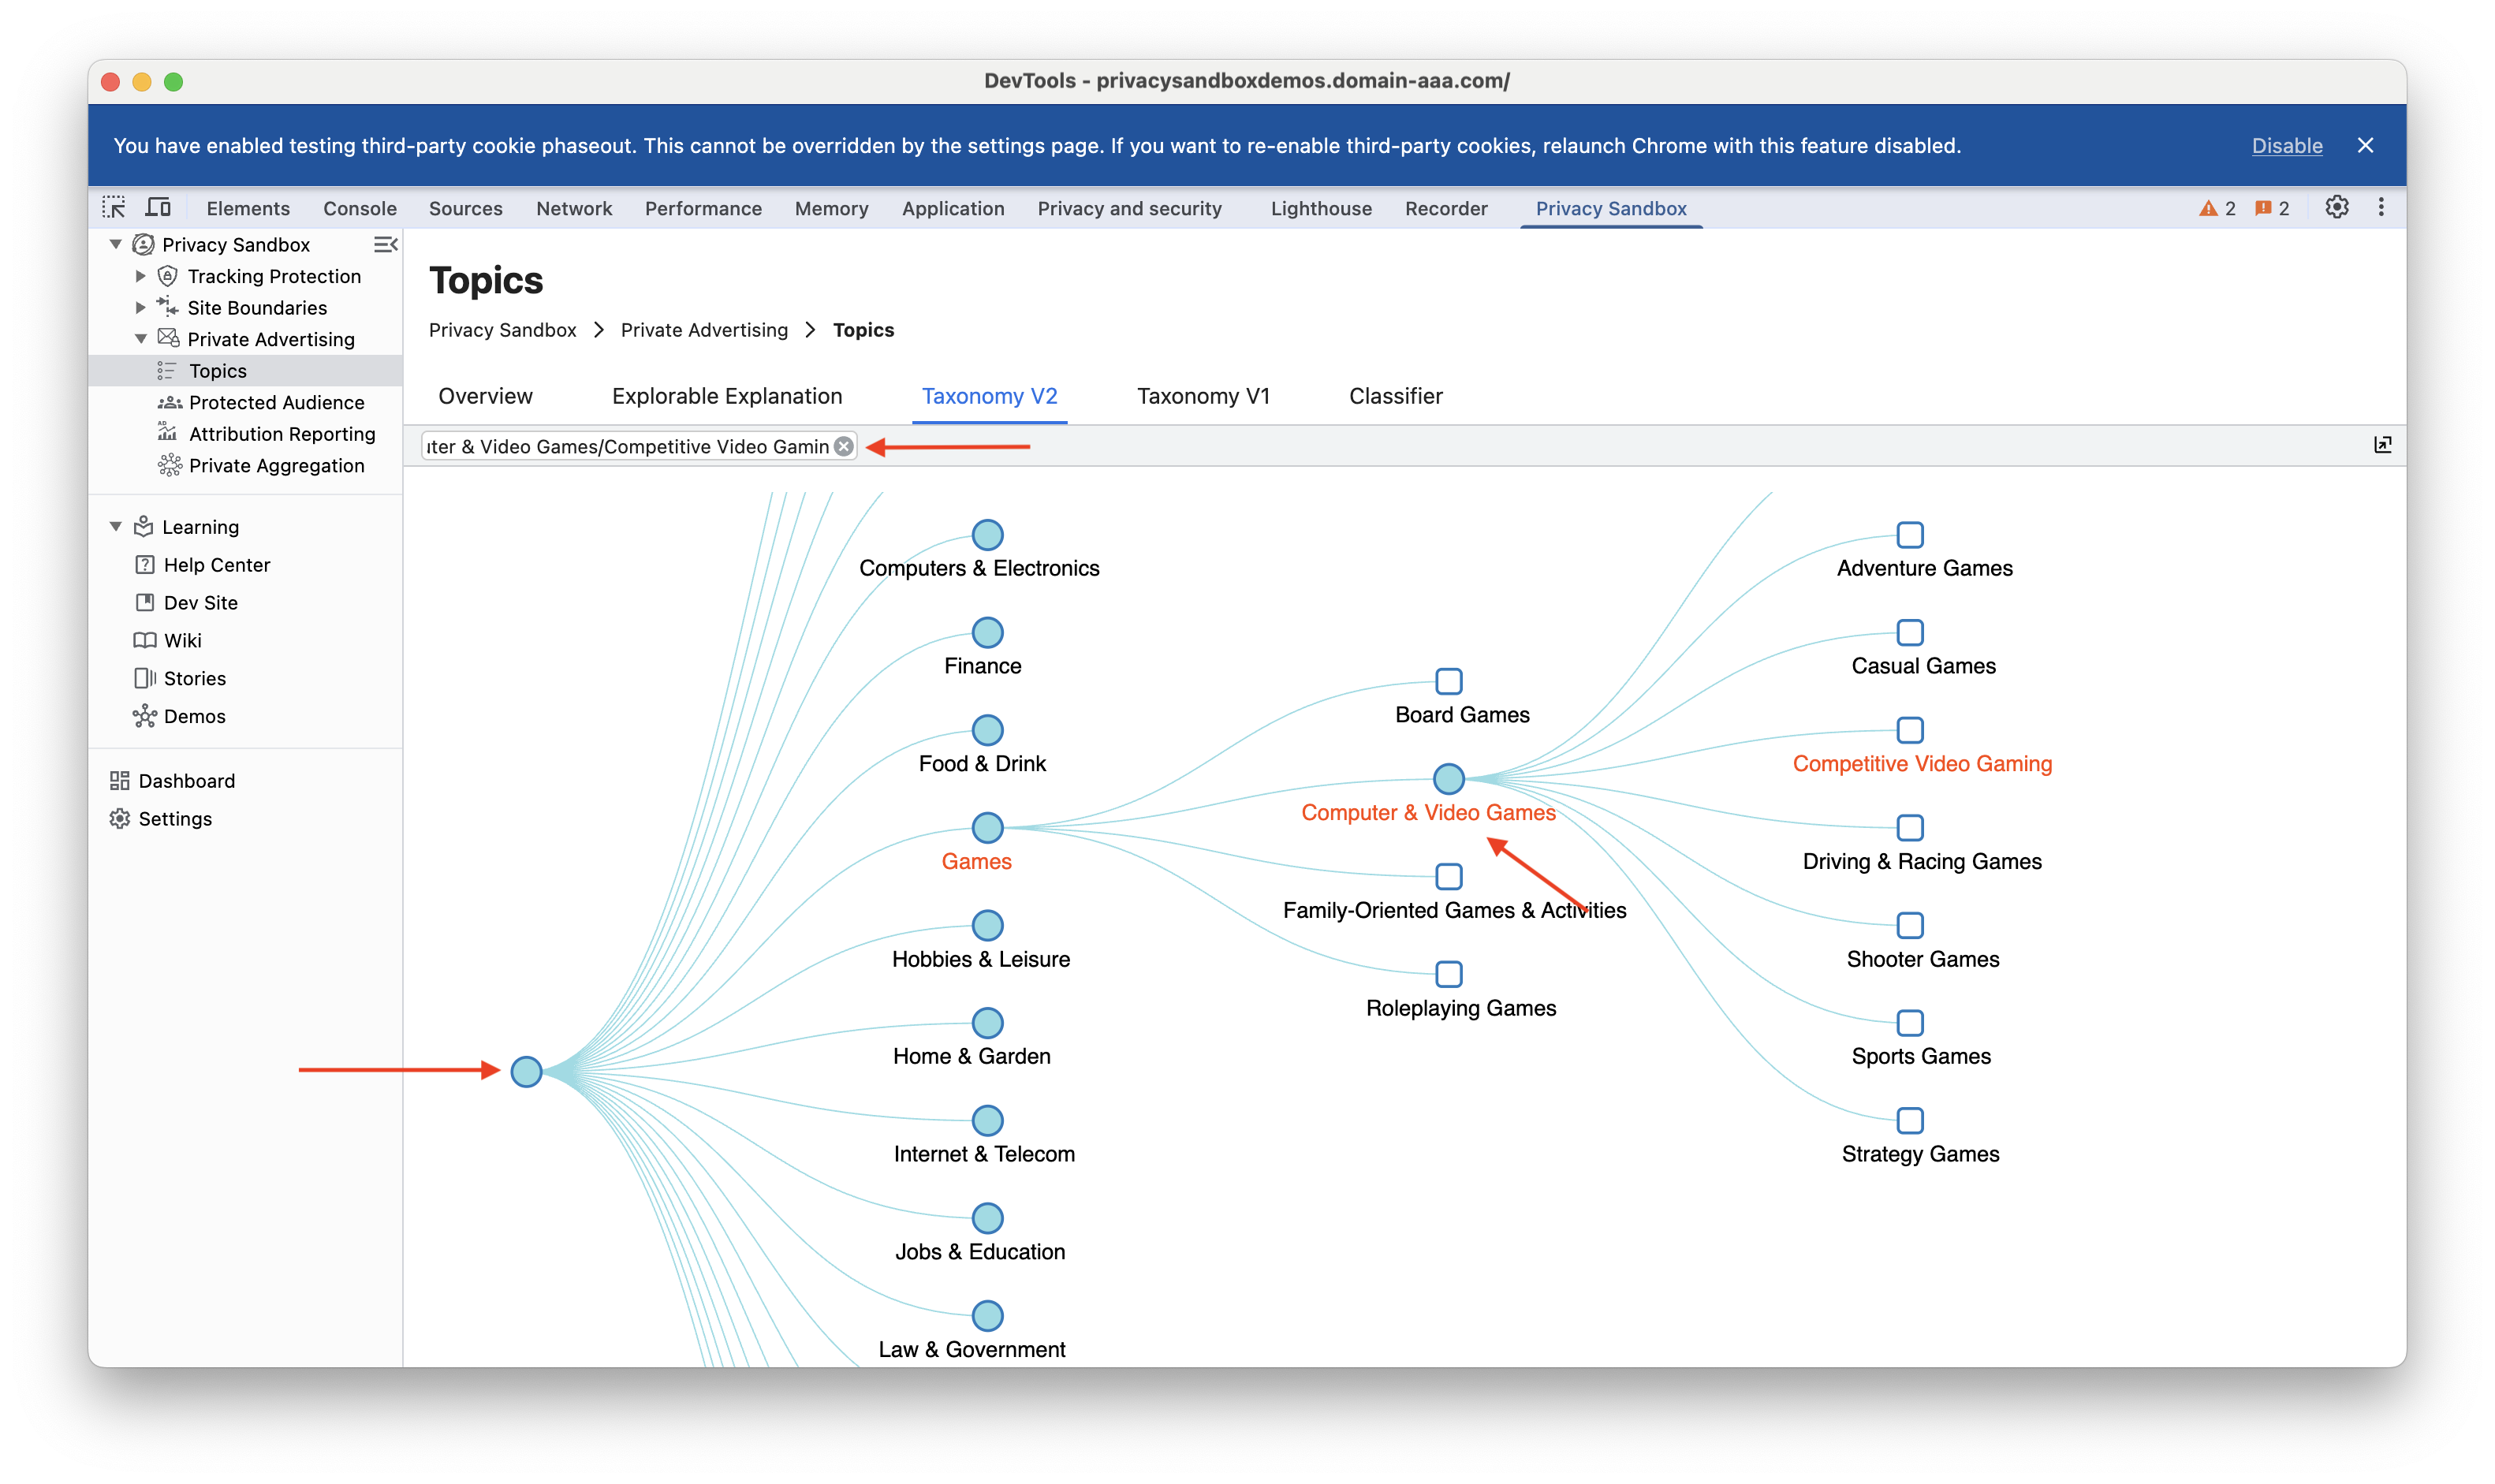 DevTools - privacysandboxdemos.domain-aaa.com/
You have enabled testing third-party cookie phaseout. This cannot be overridden by the settings page. If you want to re-enable third-party cookies, relaunch Chrome with this feature disabled. Disable
Elements Console Sources Network Performance Memory Application Privacy and security Lighthouse Recorder Privacy Sandbox 2 2
Privacy Sandbox
Tracking Protection
Site Boundaries
Private Advertising
Topics
Protected Audience
Attribution Reporting
Private Aggregation
Learning
Help Center
Dev Site
Wiki
Stories
Demos
Dashboard
Settings
Topics
Privacy Sandbox > Private Advertising > Topics
Overview Explorable Explanation Taxonomy V2 Taxonomy V1 Classifier
ter & Video Games/Competitive Video Gamin
Computers & Electronics
Finance
Food & Drink
Games
Hobbies & Leisure
Home & Garden
Internet & Telecom
Jobs & Education
Law & Government
Board Games
Computer & Video Games
Family-Oriented Games & Activities
Roleplaying Games
Adventure Games
Casual Games
Competitive Video Gaming
Driving & Racing Games
Shooter Games
Sports Games
Strategy Games